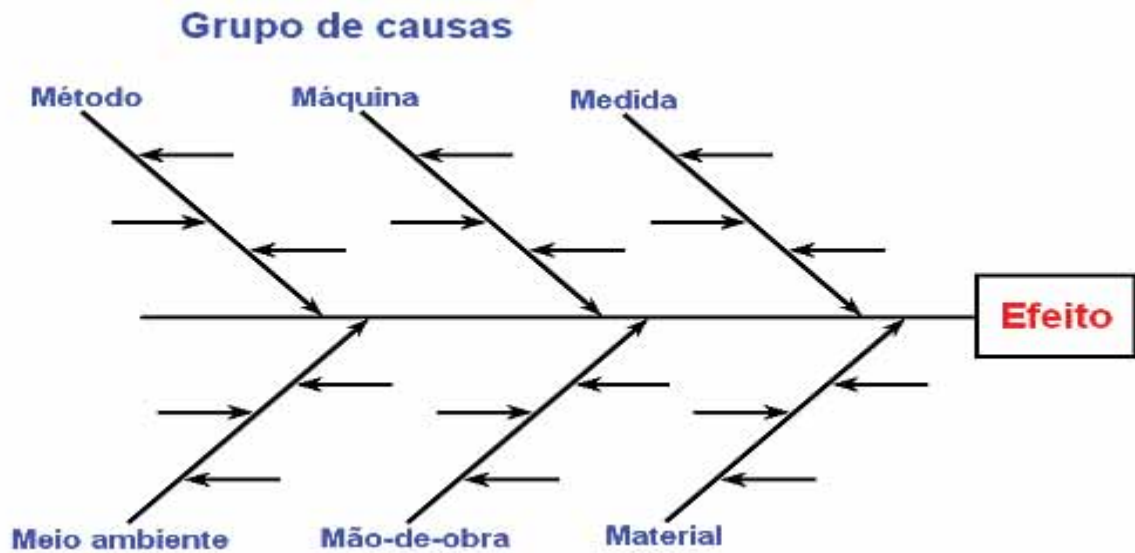 Grupo de causas
Método
Máquina
Medida
Efeito
Meio ambiente
Mão-de-obra
Material